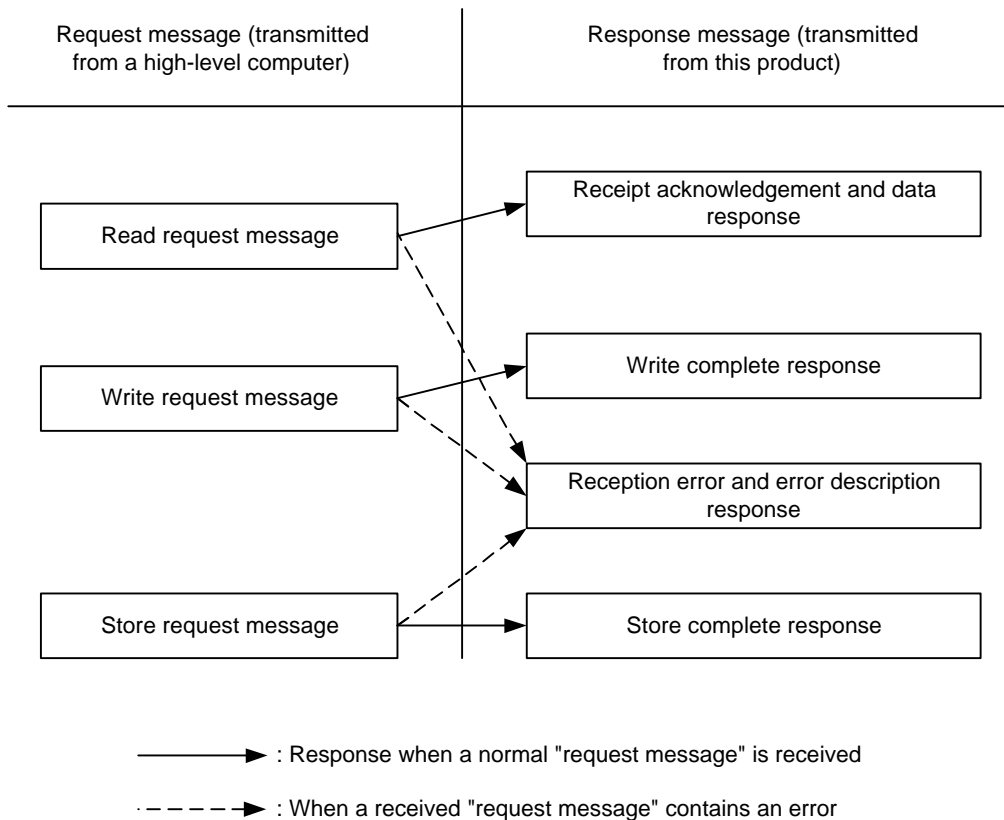 Request message (transmitted
from a high-level computer)
Response message (transmitted
from this product)
Receipt acknowledgement and data
response
Read request message
Write complete response
Write request message
Reception error and error description
response
Store request message
Store complete response
: Response when a normal "request message" is received
: When a received "request message" contains an error